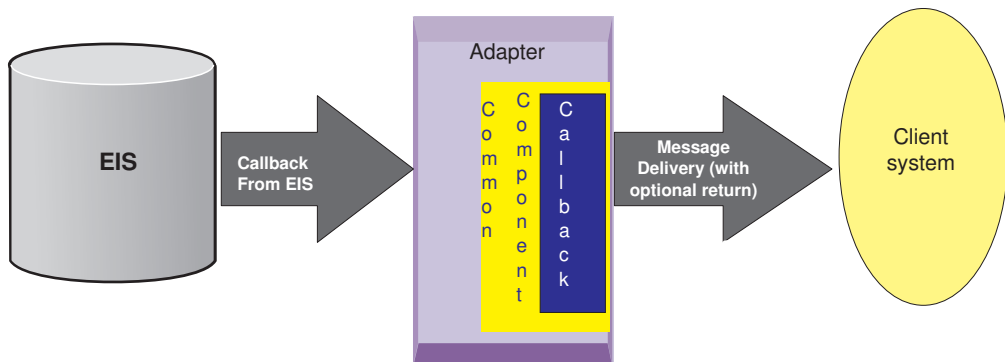 EIS
Callback
From EIS
Adapter
Common
Component
Callback
Message
Delivery (with
optional return)
Client
system